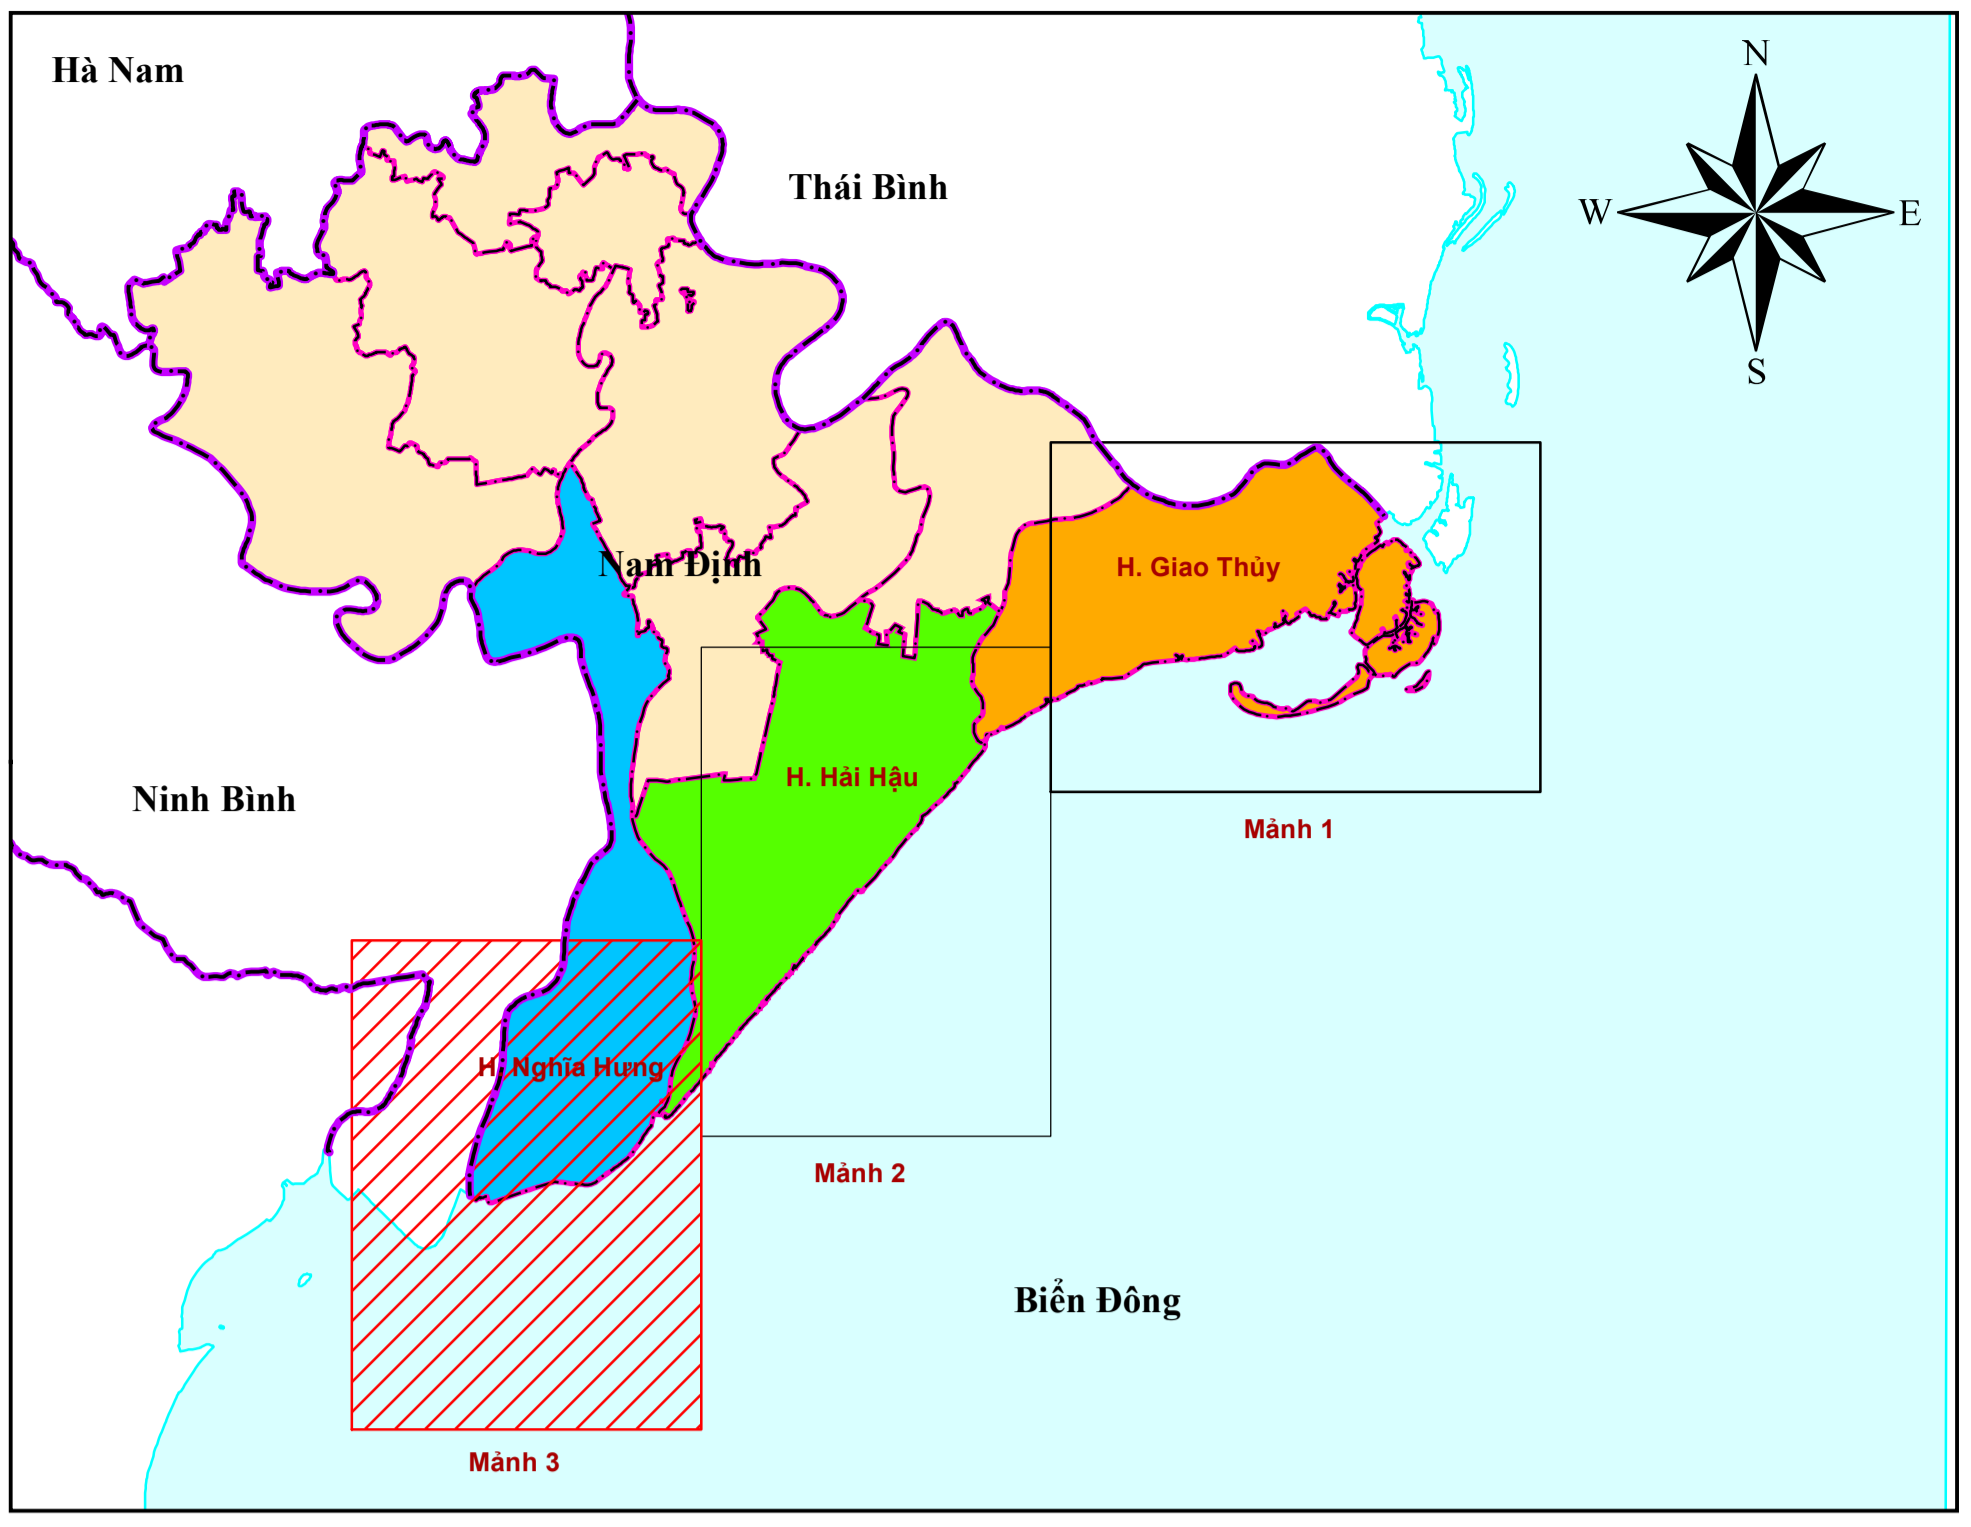 Hà Nam
N
Thái Bình
W
E
S
H. Giao Thủy
Nam Định
H. Hải Hậu
Ninh Bình
Mảnh 1
H. Nghĩa Hưng
Mảnh 2
Biển Đông
Mảnh 3